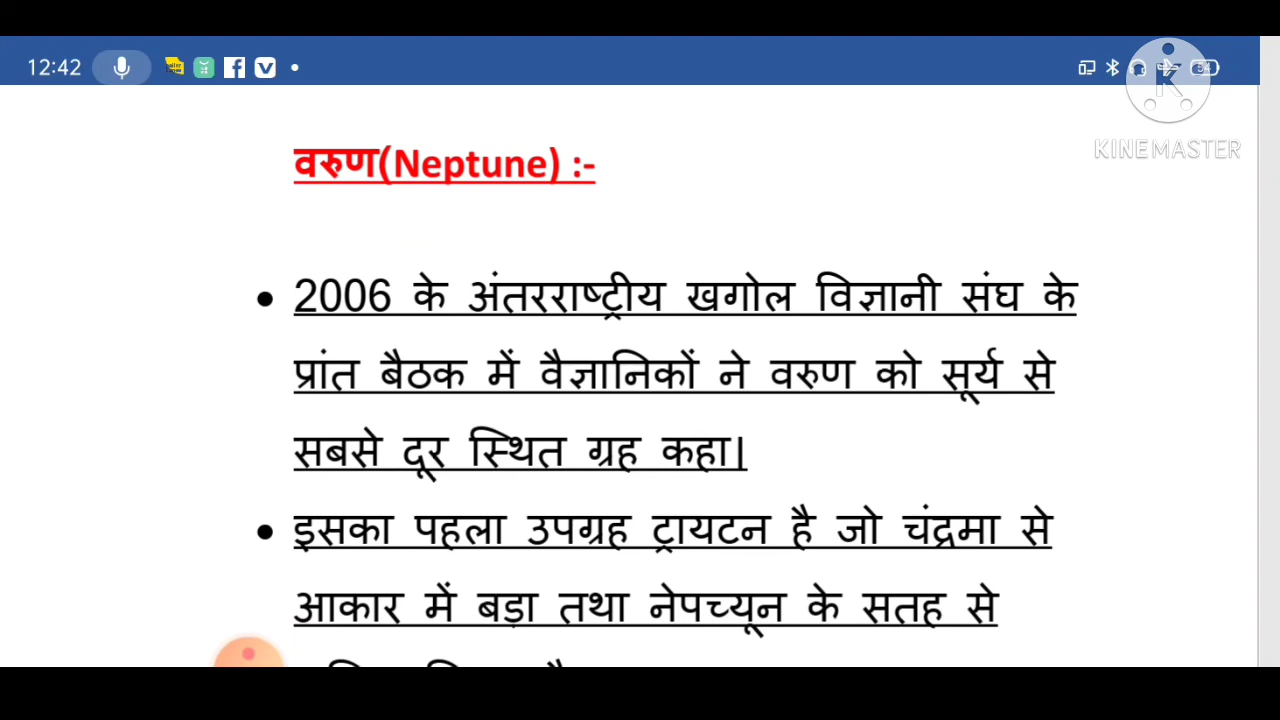 12:42
54
KINEMASTER
वरुण(Neptune) :-
• 2006 के अंतरराष्ट्रीय खगोल विज्ञानी संघ के
प्रांत बैठक में वैज्ञानिकों ने वरुण को सूर्य से
सबसे दूर स्थित ग्रह कहा।
• इसका पहला उपग्रह ट्रायटन है जो चंद्रमा से
आकार में बड़ा तथा नेपच्यून के सतह से